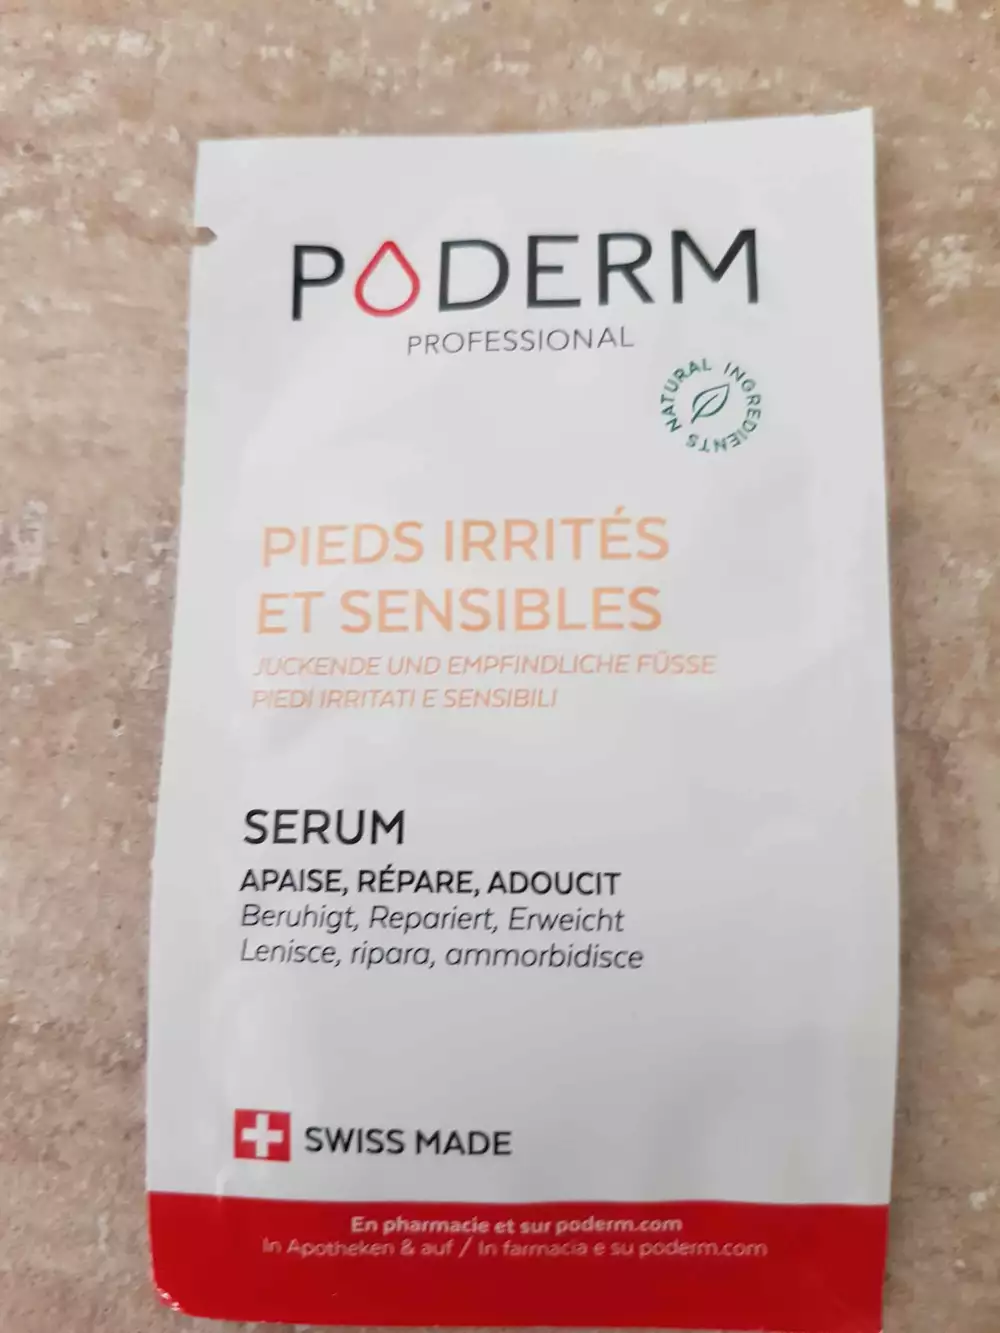 PODERM
PROFESSIONAL
NATURAL INGREDIENTS
PIEDS IRRITÉS
ET SENSIBLES
JUCKENDE UND EMPFINDLICHE FÜSSE
PIEDI IRRITATI E SENSIBILI
SERUM
APAISE, RÉPARE, ADOUCIT
Beruhigt, Repariert, Erweicht
Lenisce, ripara, ammorbidisce
SWISS MADE
En pharmacie et sur poderm.com
In Apotheken & auf / In farmacia e su poderm.com